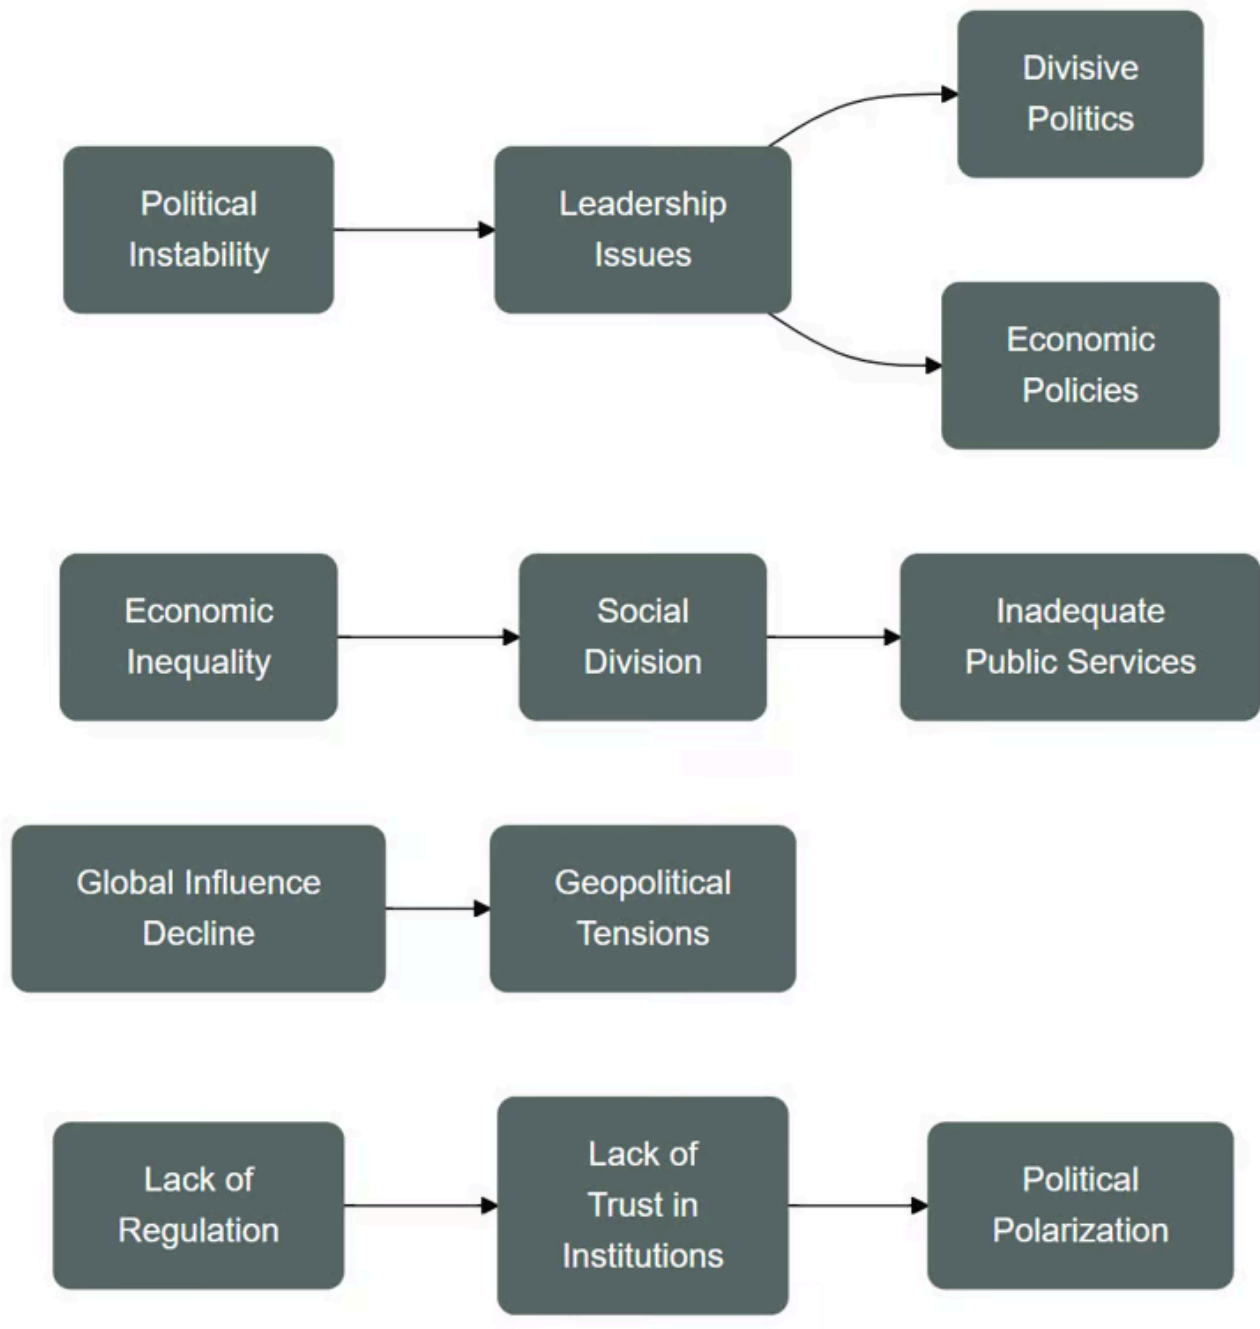 Divisive
Politics
Political
Instability
Leadership
Issues
Economic
Policies
Economic
Inequality
Social
Division
Inadequate
Public Services
Global Influence
Decline
Geopolitical
Tensions
Lack of
Regulation
Lack of
Trust in
Institutions
Political
Polarization